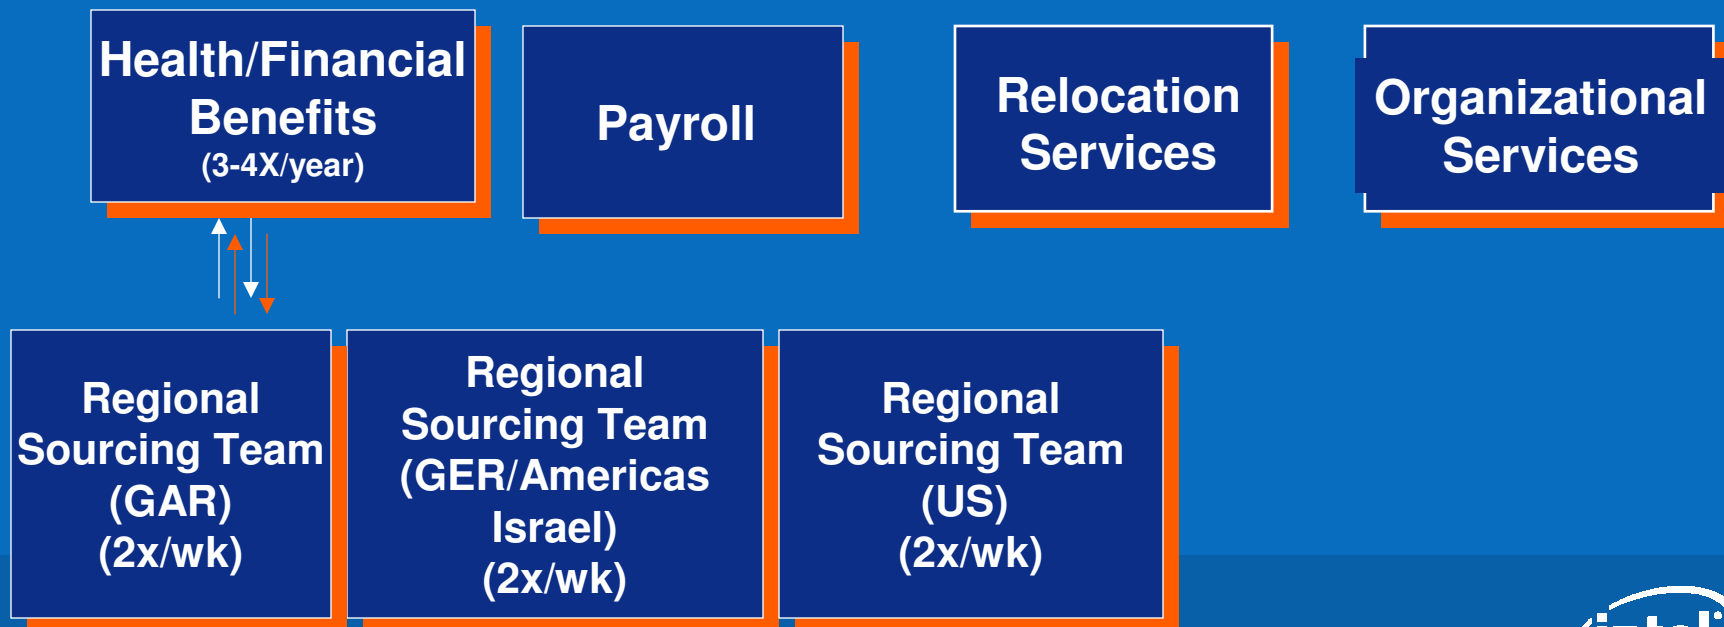 Health/Financial
Benefits
(3-4X/year)
Payroll
Relocation
Services
Organizational
Services
Regional
Sourcing Team
(GAR)
(2x/wk)
Regional
Sourcing Team
(GER/Americas
Israel)
(2x/wk)
Regional
Sourcing Team
(US)
(2x/wk)